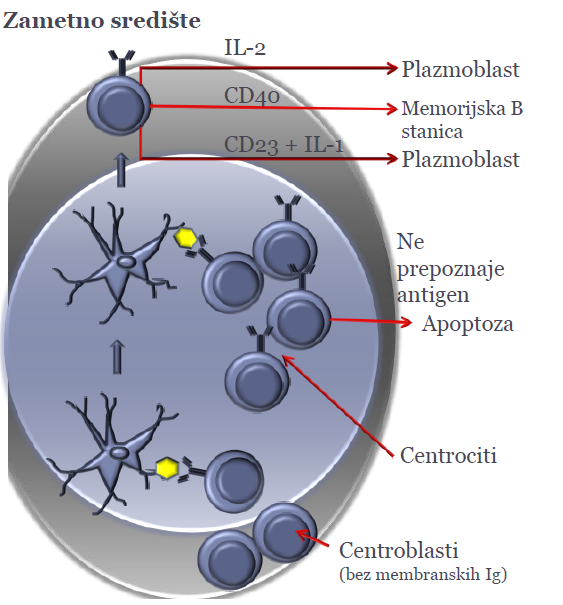 Zametno središte
IL-2
Plazmoblast
CD40
Memorijska B
stanica
CD23 + IL-1
Plazmoblast
Ne
prepoznaje
antigen
Apoptoza
Centrociti
Centroblasti
(bez membranskih Ig)